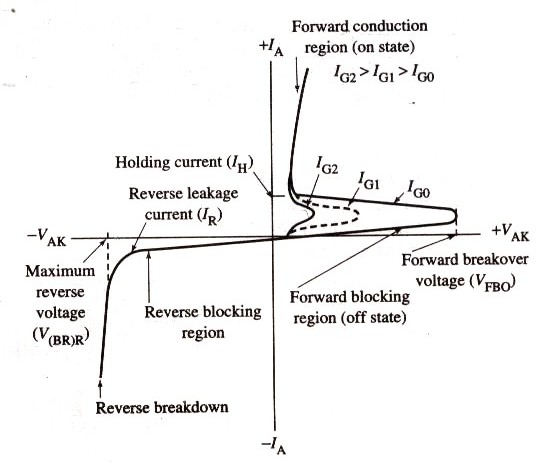 Forward conduction
region (on state)
+I_A
I_G2 > I_G1 > I_G0
Holding current (I_H)
I_G2
I_G1
I_G0
Reverse leakage
current (I_R)
−V_AK
+V_AK
Maximum
reverse
voltage
(V_(BR)R)
Forward breakover
voltage (V_FBO)
Reverse blocking
region
Forward blocking
region (off state)
Reverse breakdown
−I_A